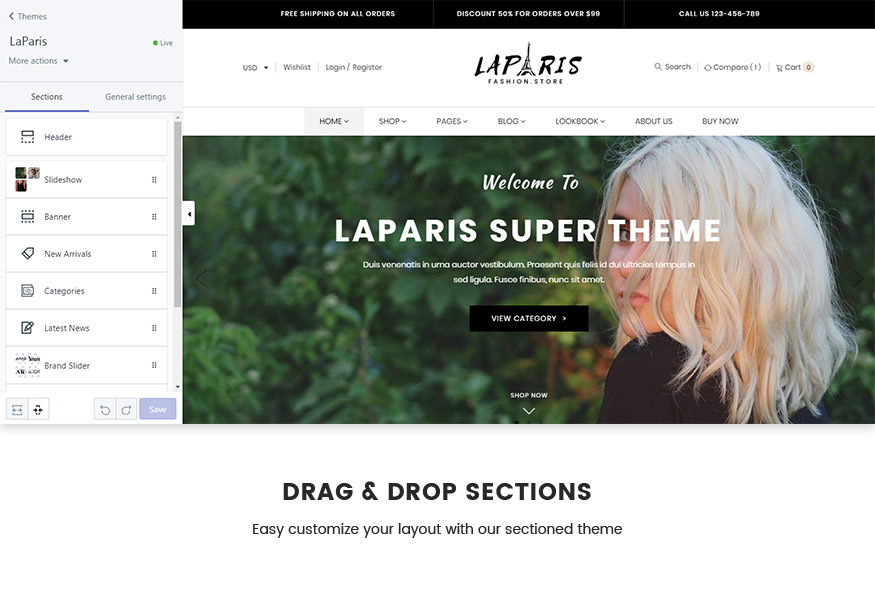 Themes
LaParis
Live
More actions
Sections
General settings
Header
Slideshow
Banner
New Arrivals
Categories
Latest News
Brand Slider
Save
FREE SHIPPING ON ALL ORDERS
DISCOUNT 50% FOR ORDERS OVER $99
CALL US 123-456-789
USD
Wishlist
Login / Register
LAPARIS
FASHION.STORE
Search
Compare (1)
Cart 0
HOME
SHOP
PAGES
BLOG
LOOKBOOK
ABOUT US
BUY NOW
Welcome To
LAPARIS SUPER THEME
Duis venenatis in urna auctor vestibulum. Praesent quis felis id dui ultricies tempus in
sed ligula. Fusce finibus, nunc sit amet.
VIEW CATEGORY >
SHOP NOW
DRAG & DROP SECTIONS
Easy customize your layout with our sectioned theme